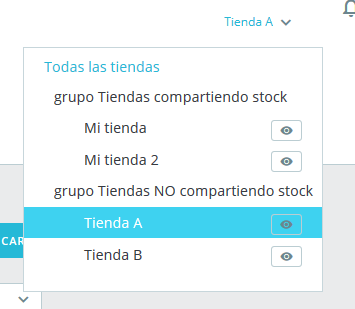 Tienda A
Todas las tiendas
grupo Tiendas compartiendo stock
Mi tienda
Mi tienda 2
grupo Tiendas NO compartiendo stock
Tienda A
CAR
Tienda B